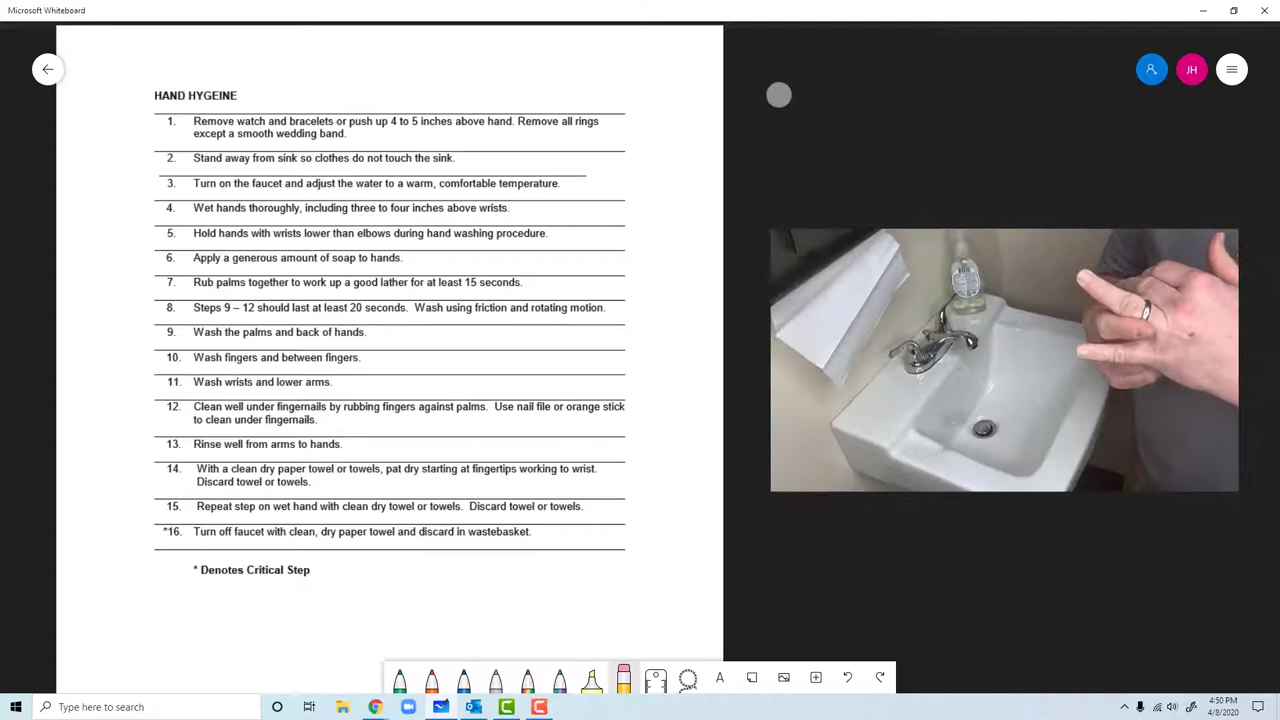 Microsoft Whiteboard
JH
HAND HYGEINE
1. Remove watch and bracelets or push up 4 to 5 inches above hand. Remove all rings
except a smooth wedding band.
2. Stand away from sink so clothes do not touch the sink.
3. Turn on the faucet and adjust the water to a warm, comfortable temperature.
4. Wet hands thoroughly, including three to four inches above wrists.
5. Hold hands with wrists lower than elbows during hand washing procedure.
6. Apply a generous amount of soap to hands.
7. Rub palms together to work up a good lather for at least 15 seconds.
8. Steps 9 – 12 should last at least 20 seconds. Wash using friction and rotating motion.
9. Wash the palms and back of hands.
10. Wash fingers and between fingers.
11. Wash wrists and lower arms.
12. Clean well under fingernails by rubbing fingers against palms. Use nail file or orange stick
to clean under fingernails.
13. Rinse well from arms to hands.
14. With a clean dry paper towel or towels, pat dry starting at fingertips working to wrist.
Discard towel or towels.
15. Repeat step on wet hand with clean dry towel or towels. Discard towel or towels.
*16. Turn off faucet with clean, dry paper towel and discard in wastebasket.
* Denotes Critical Step
A
Type here to search
4:50 PM
4/8/2020